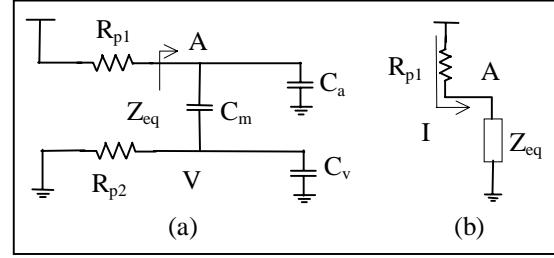 R_p1
A
C_a
Z_eq
C_m
R_p2
V
C_v
(a)
R_p1
A
I
Z_eq
(b)